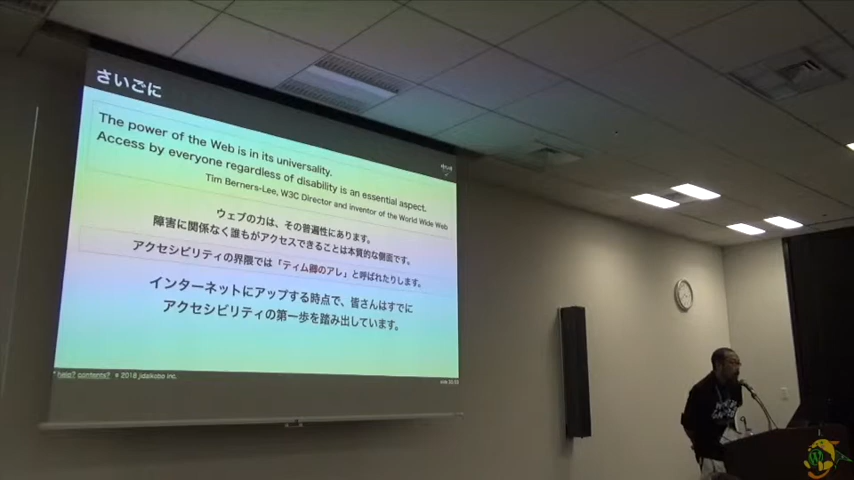 さいごに
The power of the Web is in its universality.
Access by everyone regardless of disability is an essential aspect.
Tim Berners-Lee, W3C Director and inventor of the World Wide Web
ウェブの力は、その普遍性にあります。
障害に関係なく誰もがアクセスできることは本質的な側面です。
アクセシビリティの界隈では「ティム卿のアレ」と呼ばれたりします。
インターネットにアップする時点で、皆さんはすでに
アクセシビリティの第一歩を踏み出しています。
help? contents? © 2018 jidaikobo inc.